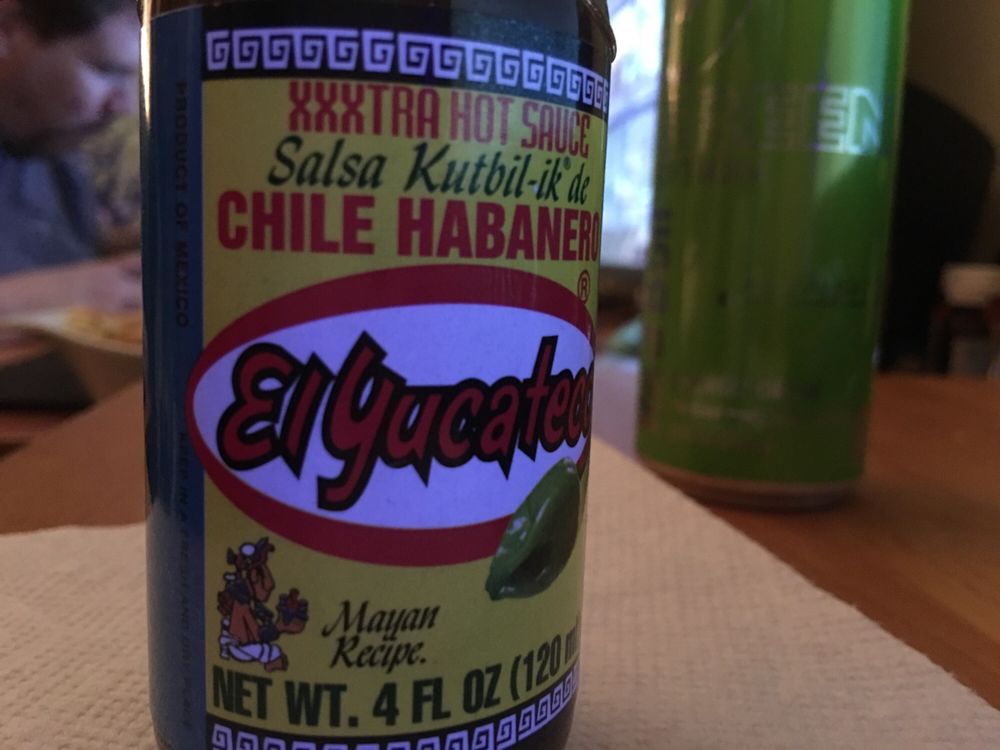 XXXTRA HOT SAUCE
Salsa Kutbil-ik® de
CHILE HABANERO
®
El Yucateco
Mayan
Recipe.
NET WT. 4 FL OZ (120 ml
PRODUCT OF MEXICO